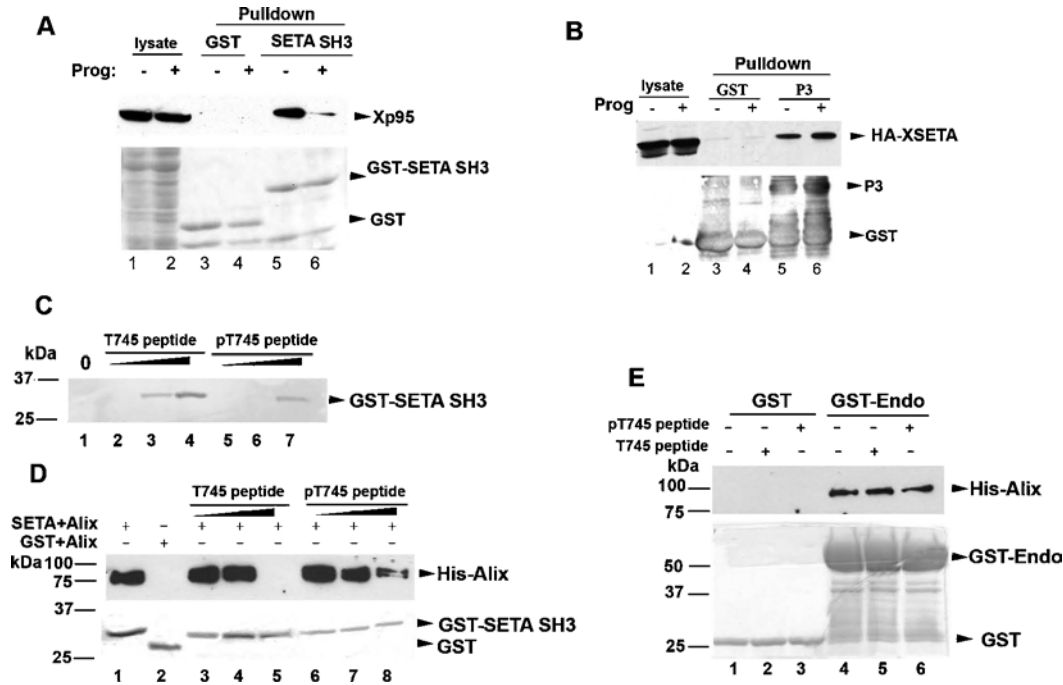 A
Pulldown
lysate GST SETA SH3
Prog: - + - + - +
Xp95
GST-SETA SH3
GST
1 2 3 4 5 6
B
Pulldown
lysate GST P3
Prog - + - + - +
HA-XSETA
P3
GST
1 2 3 4 5 6
C
T745 peptide pT745 peptide
kDa 0
37
25
GST-SETA SH3
1 2 3 4 5 6 7
D
T745 peptide pT745 peptide
SETA+Alix + - + + + + + +
GST+Alix - +
kDa 100
75
His-Alix
37
GST-SETA SH3
GST
25
1 2 3 4 5 6 7 8
E
GST GST-Endo
pT745 peptide - - + - - +
T745 peptide - + - - + -
kDa
100
His-Alix
75
50
GST-Endo
37
25
GST
1 2 3 4 5 6